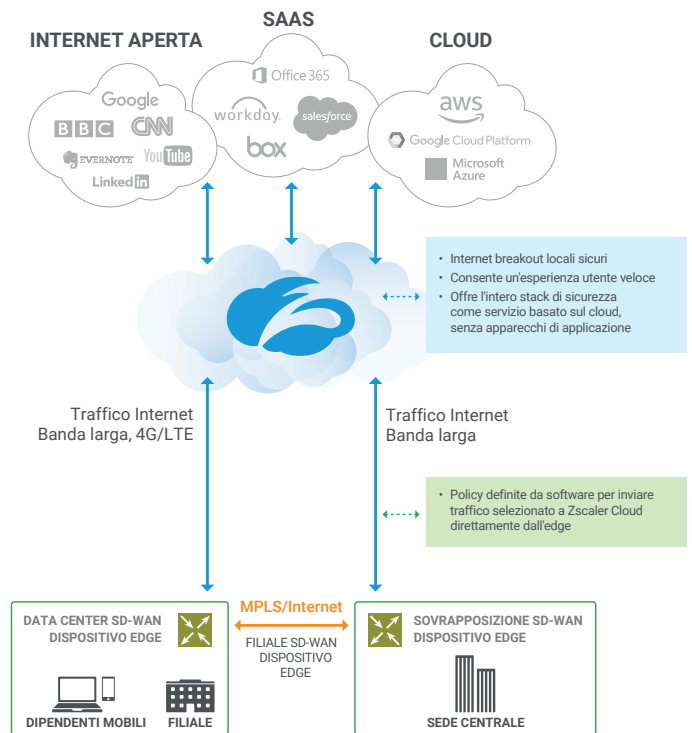 SAAS
INTERNET APERTA
CLOUD
Google
BBC CNN
EVERNOTE YouTube
Linked in
Office 365
workday.
salesforce
box
aws
Google Cloud Platform
Microsoft
Azure
• Internet breakout locali sicuri
• Consente un'esperienza utente veloce
• Offre l'intero stack di sicurezza
come servizio basato sul cloud,
senza apparecchi di applicazione
Traffico Internet
Banda larga, 4G/LTE
Traffico Internet
Banda larga
• Policy definite da software per inviare
traffico selezionato a Zscaler Cloud
direttamente dall'edge
DATA CENTER SD-WAN
DISPOSITIVO EDGE
MPLS/Internet
FILIALE SD-WAN
DISPOSITIVO
EDGE
SOVRAPPOSIZIONE SD-WAN
DISPOSITIVO EDGE
DIPENDENTI MOBILI
FILIALE
SEDE CENTRALE